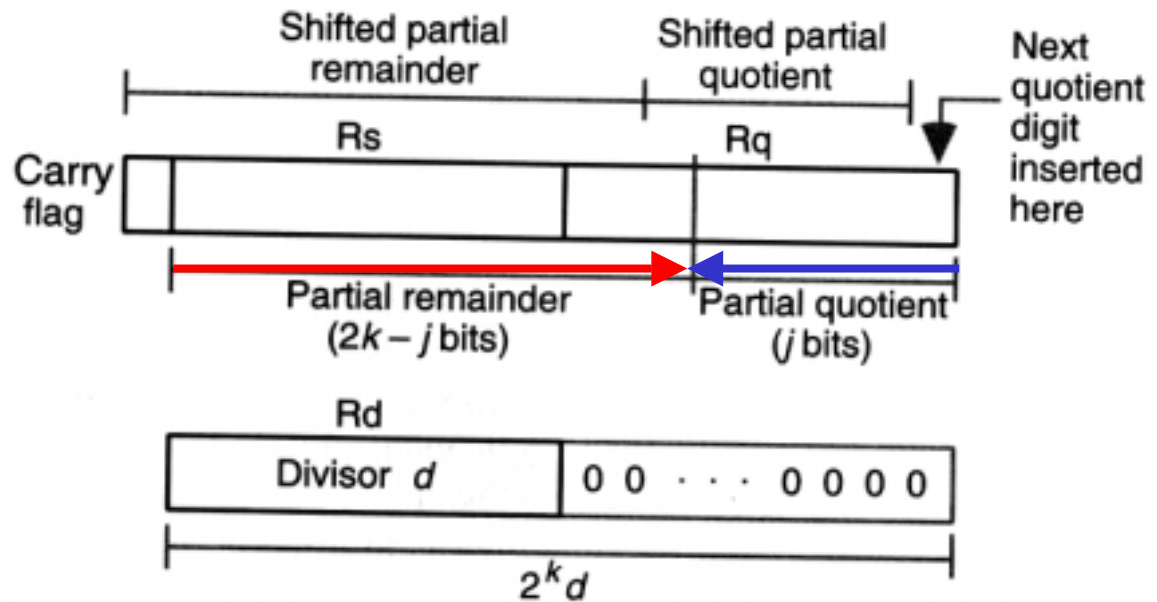 Shifted partial
remainder
Shifted partial
quotient
Next
quotient
digit
inserted
here
Rs
Rq
Carry
flag
Partial remainder
(2k – j bits)
Partial quotient
(j bits)
Rd
Divisor d
0 0 · · · 0 0 0 0
2^k d